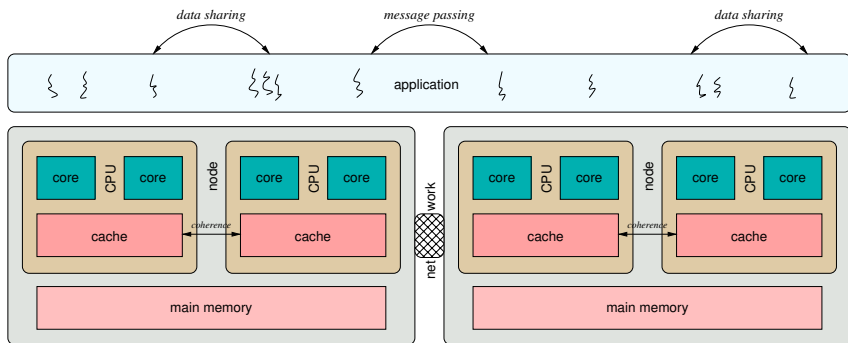 data sharing
message passing
data sharing
application
core
CPU
core
node
core
CPU
core
cache
coherence
cache
main memory
net
work
core
CPU
core
node
core
CPU
core
cache
coherence
cache
main memory